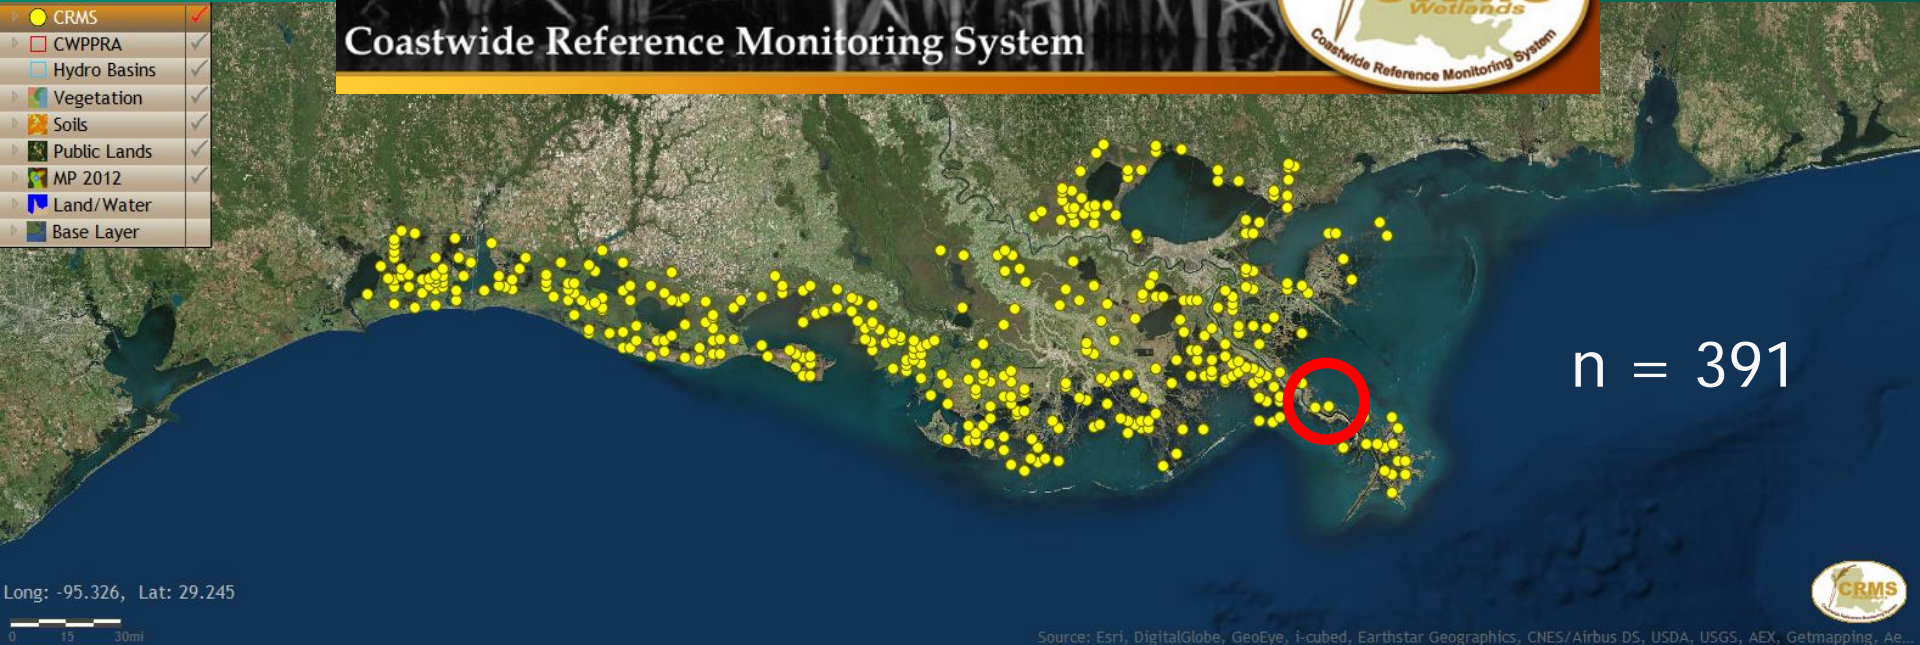 CRMS
CWPPRA
Hydro Basins
Vegetation
Soils
Public Lands
MP 2012
Land/Water
Base Layer
Coastwide Reference Monitoring System
Wetlands
Coastwide Reference Monitoring System
n = 391
Long: -95.326, Lat: 29.245
0 15 30mi
CRMS
Source: Esri, DigitalGlobe, GeoEye, i-cubed, Earthstar Geographics, CNES/Airbus DS, USDA, USGS, AEX, Getmapping, Ae...